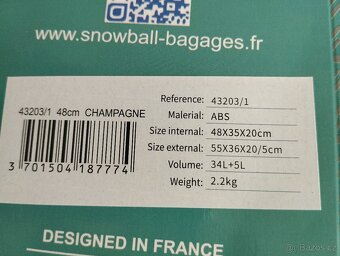 www.snowball-bagages.fr
43203/1 48cm CHAMPAGNE
3 701504 187774
Reference: 43203/1
Material: ABS
Size internal: 48X35X20cm
Size external: 55X36X20/5cm
Volume: 34L+5L
Weight: 2.2kg
DESIGNED IN FRANCE